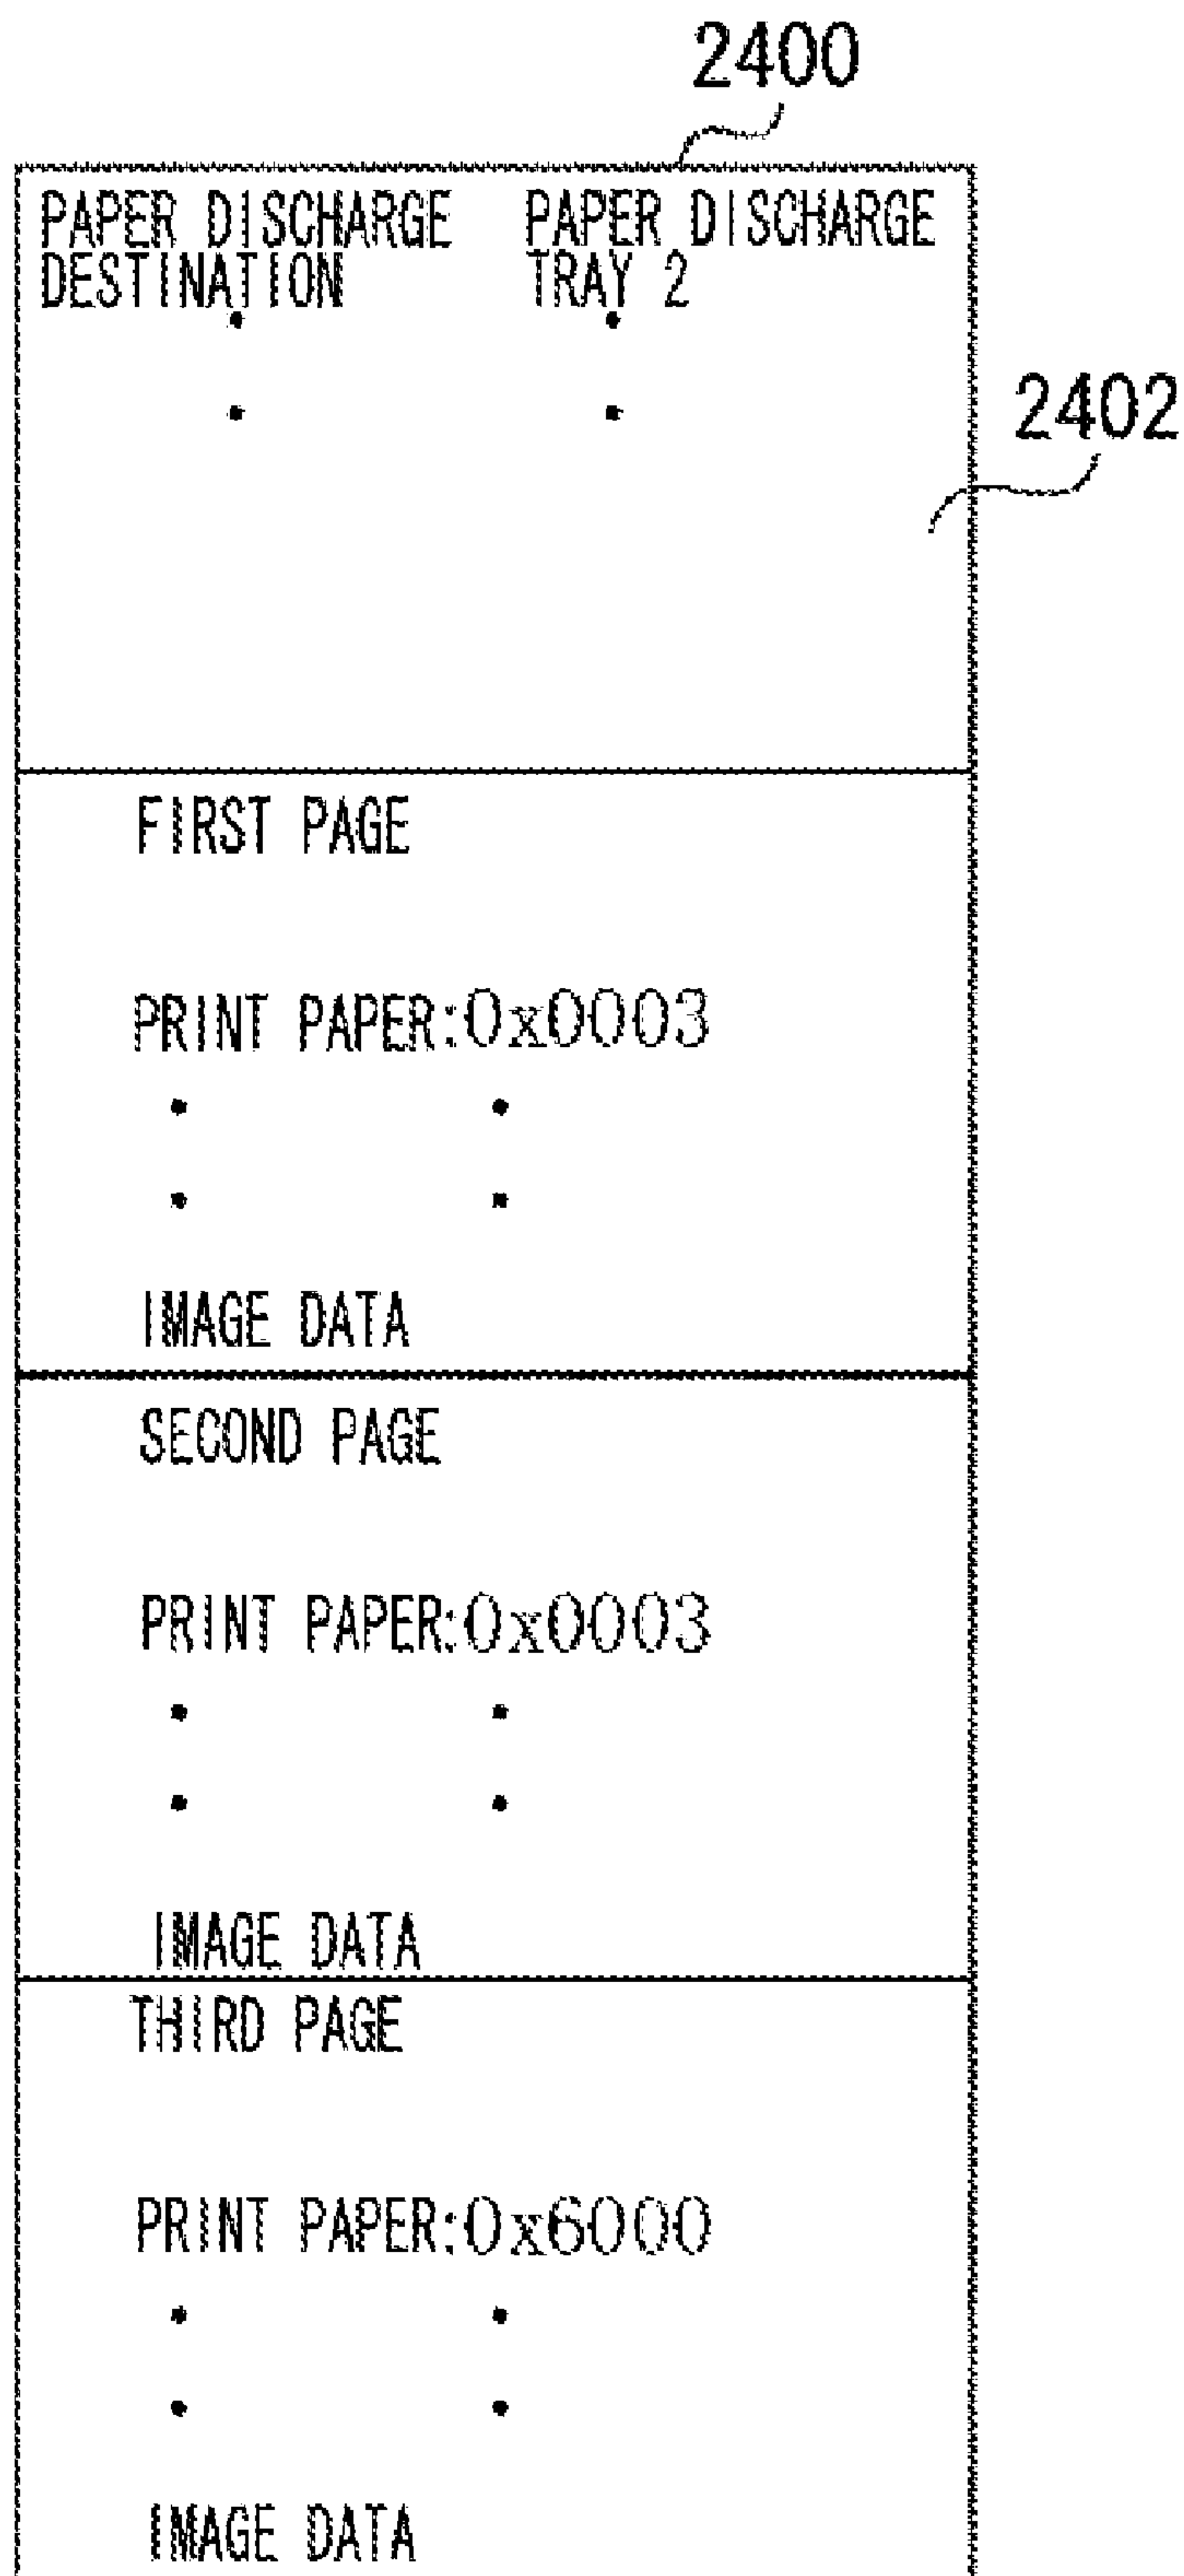 2400
PAPER DISCHARGE PAPER DISCHARGE
DESTINATION TRAY 2
2402
FIRST PAGE
PRINT PAPER:0x0003
IMAGE DATA
SECOND PAGE
PRINT PAPER:0x0003
IMAGE DATA
THIRD PAGE
PRINT PAPER:0x6000
IMAGE DATA